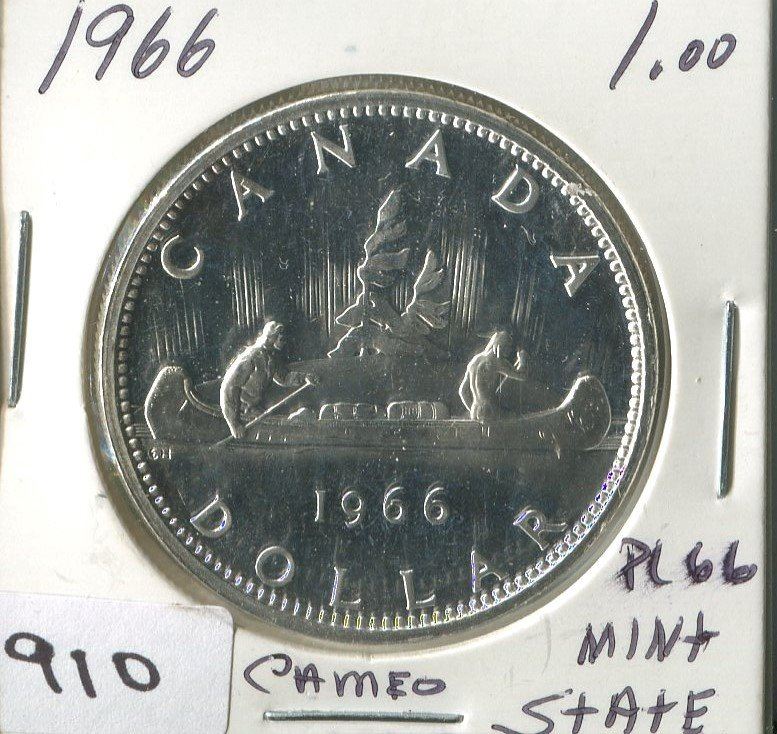 1966 1.00
CANADA
1966
DOLLAR
PL66
MINt
StAtE
CAMEO
910